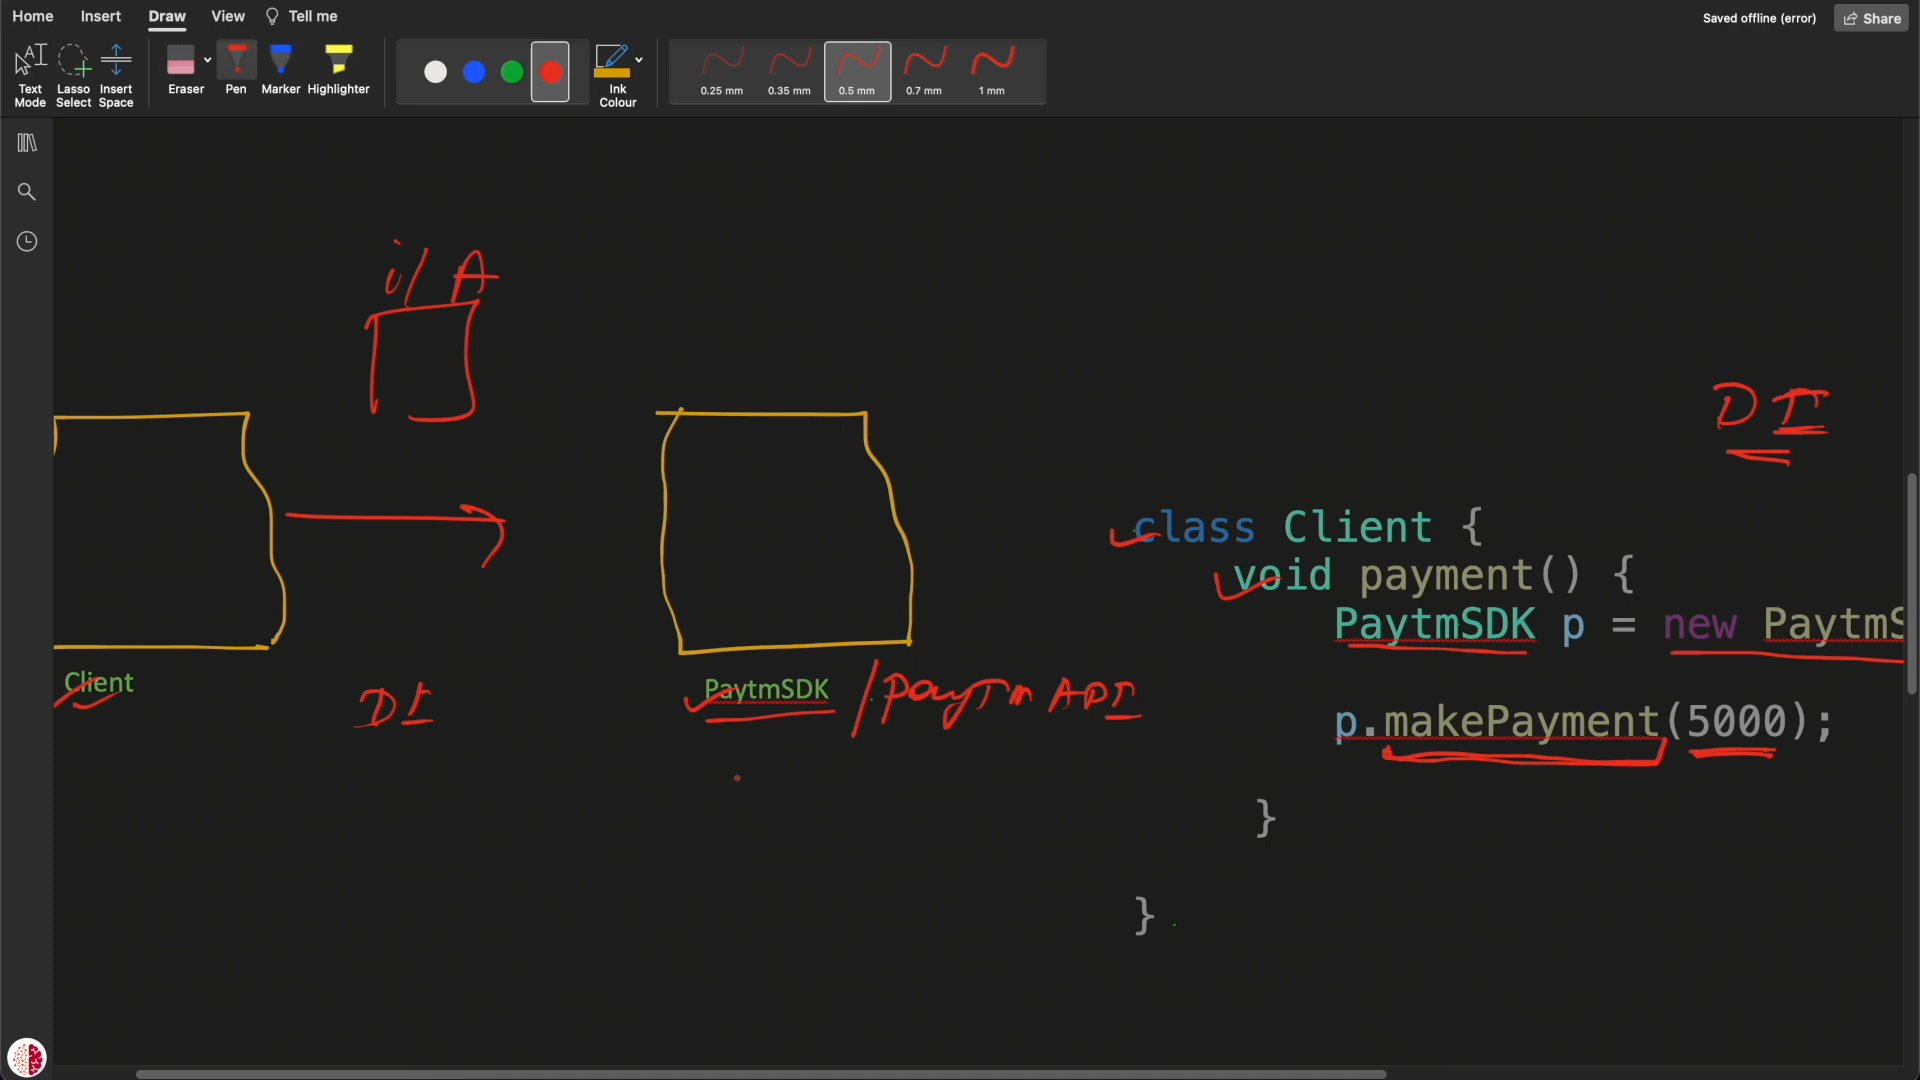 Home Insert Draw View Tell me
Saved offline (error) Share
Text Mode
Lasso Select
Insert Space
Eraser Pen Marker Highlighter
Ink Colour
0.25 mm 0.35 mm 0.5 mm 0.7 mm 1 mm
i/A
DI
class Client {
void payment() {
PaytmSDK p = new PaytmS
Client
DI
PaytmSDK / Paytm API
p.makePayment(5000);
}
}